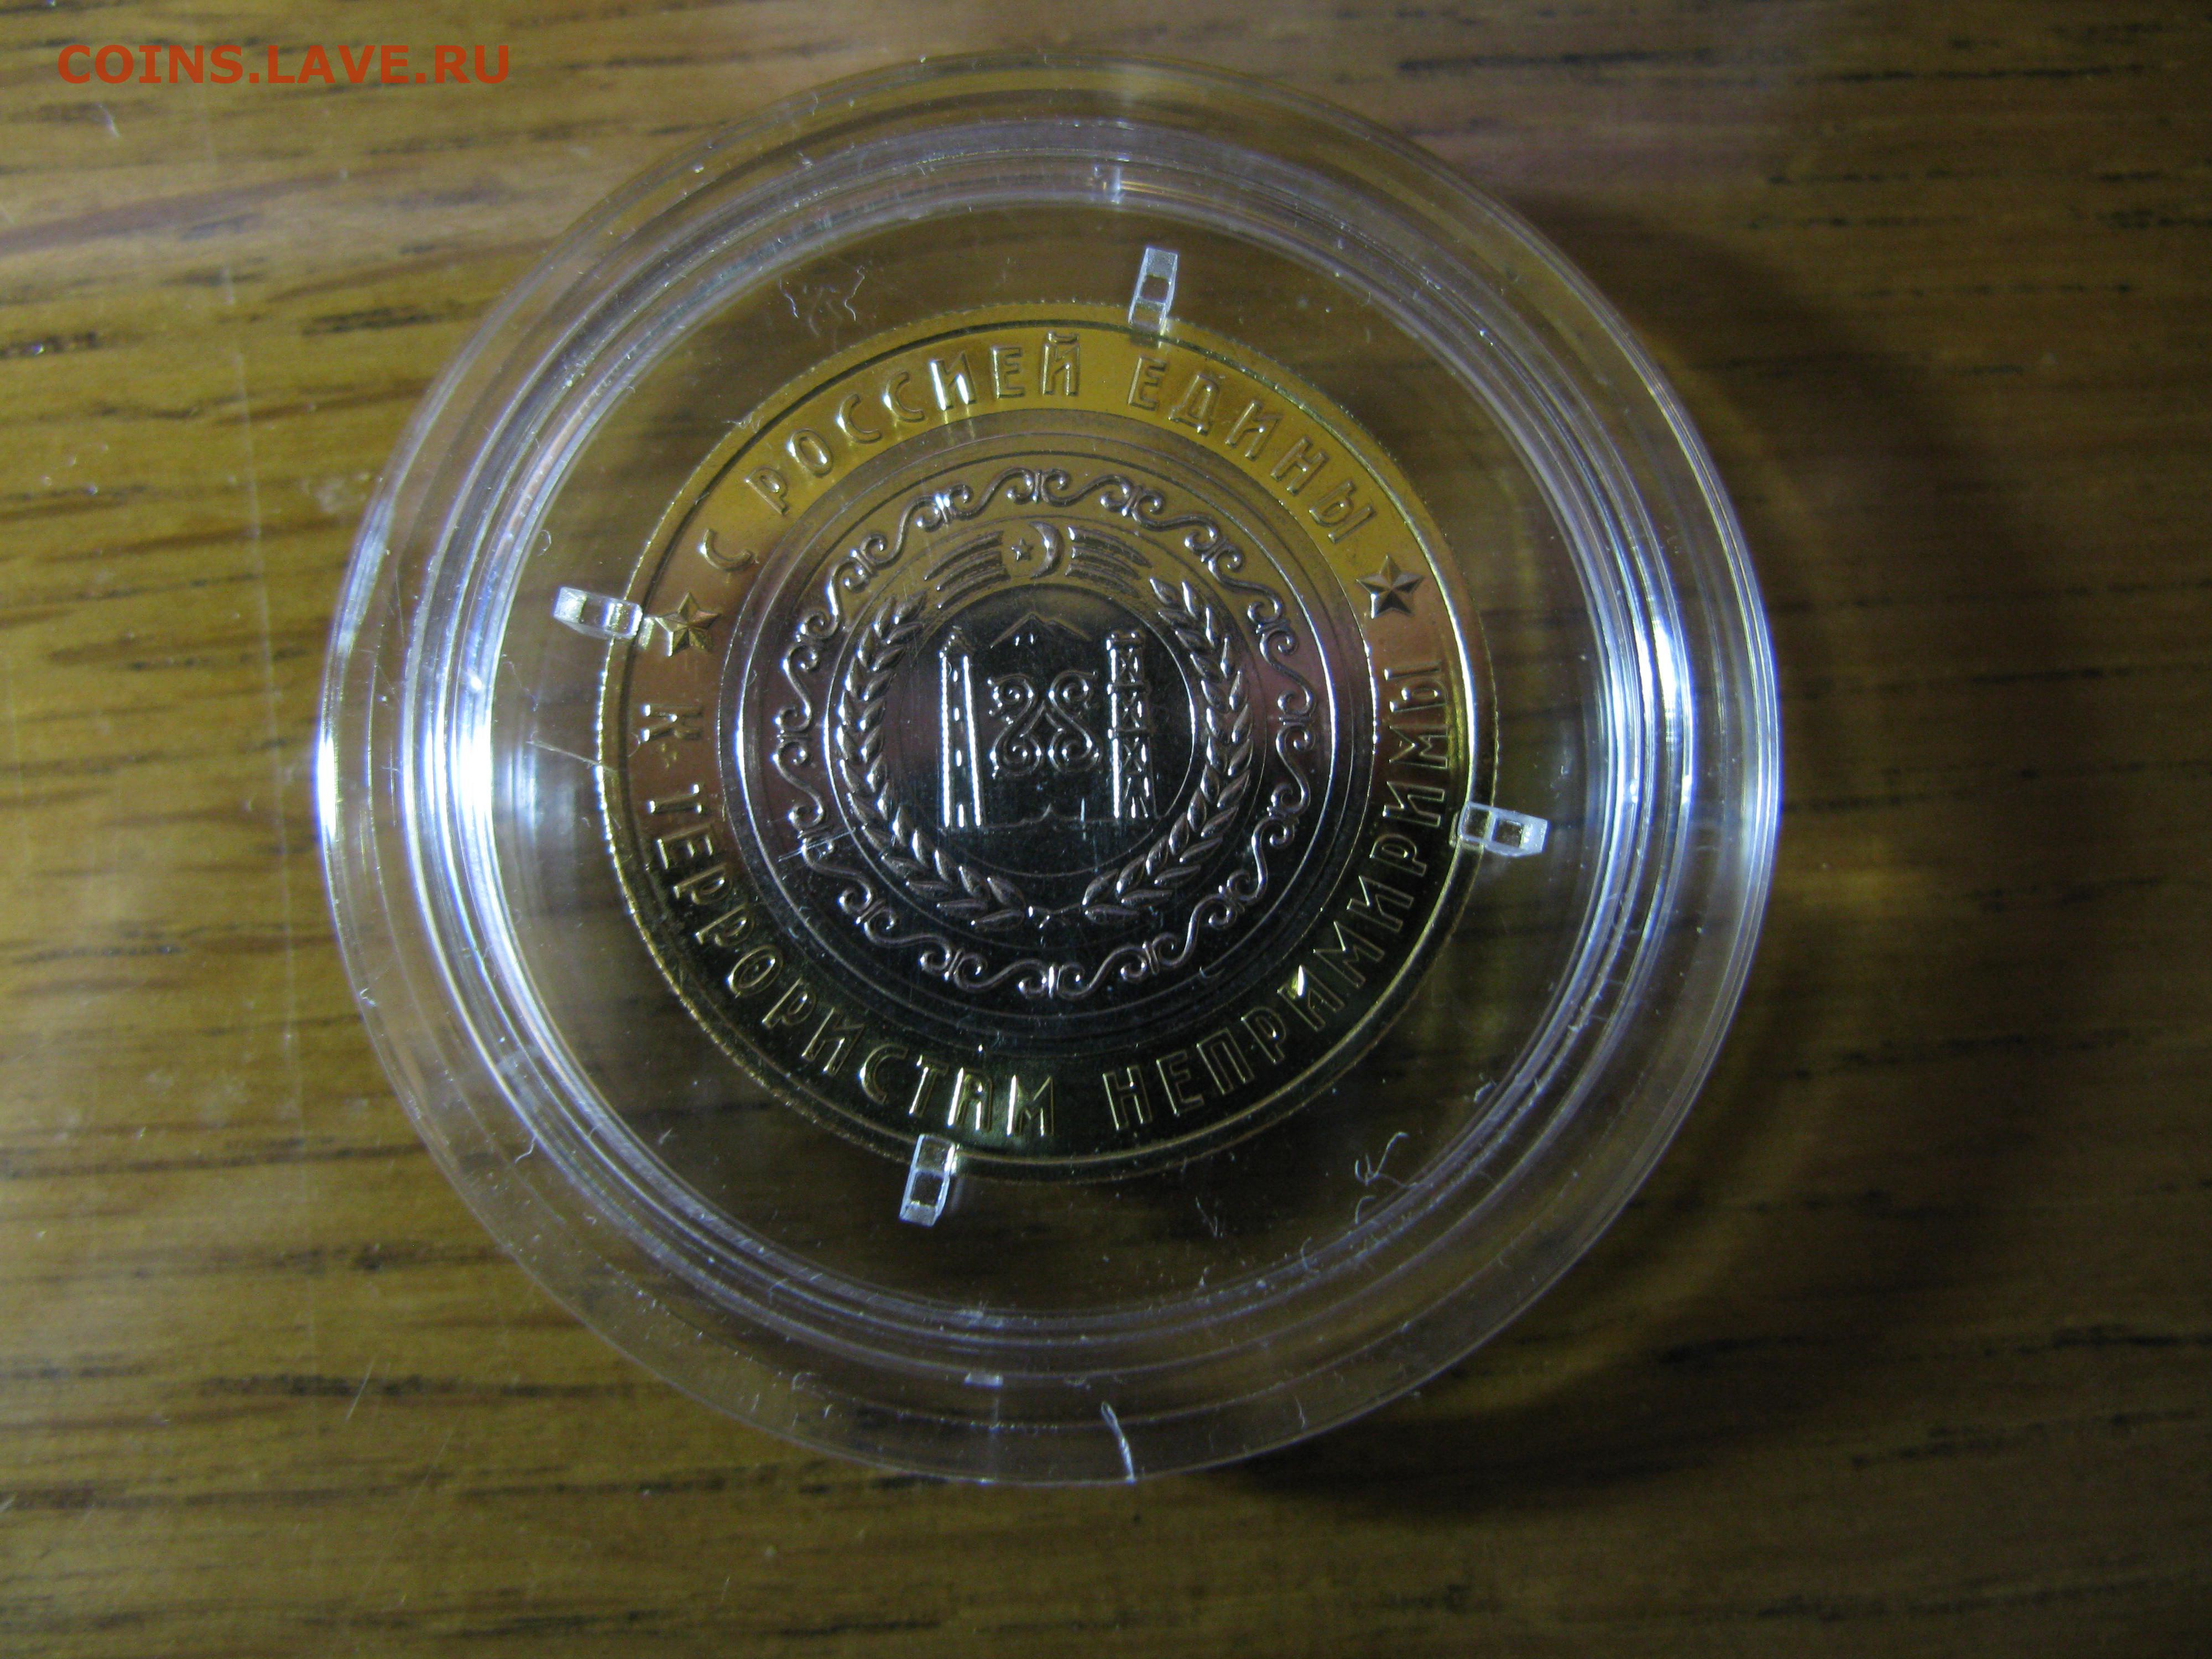 COINS.LAVE.RU
★ С РОССИЕЙ ЕДИНЫ ★
К ТЕРРОРИСТАМ НЕПРИМИРИМЫ